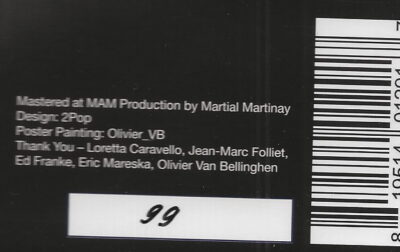 Mastered at MAM Production by Martial Martinay
Design: 2Pop
Poster Painting: Olivier_VB
Thank You – Loretta Caravello, Jean-Marc Folliet,
Ed Franke, Eric Mareska, Olivier Van Bellinghen
99